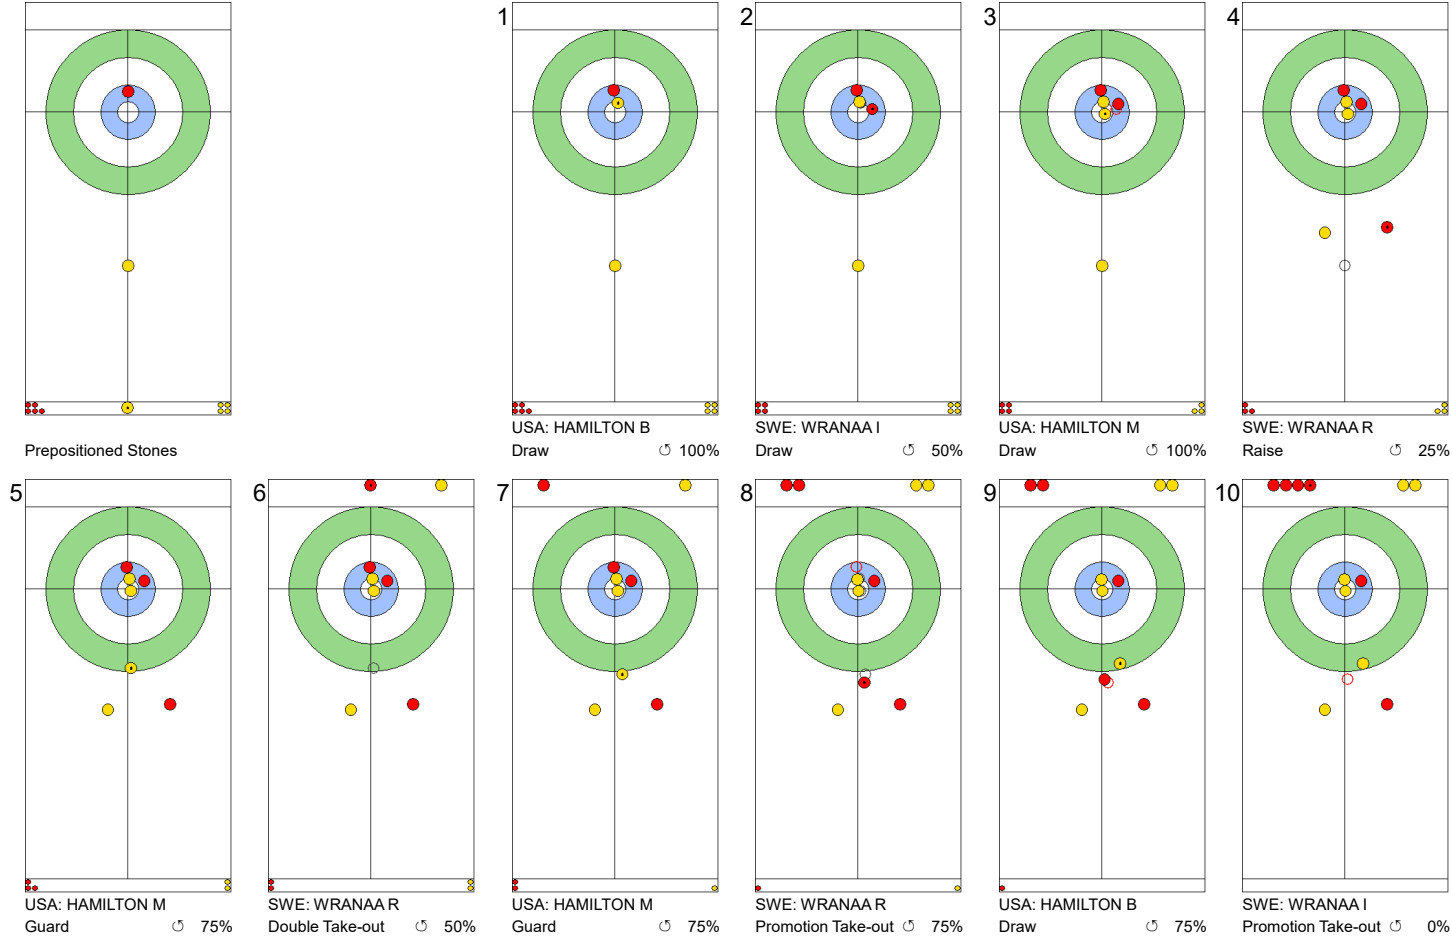 1
2
3
4
Prepositioned Stones
USA: HAMILTON B
Draw 100%
SWE: WRANAA I
Draw 50%
USA: HAMILTON M
Draw 100%
SWE: WRANAA R
Raise 25%
5
6
7
8
9
10
USA: HAMILTON M
Guard 75%
SWE: WRANAA R
Double Take-out 50%
USA: HAMILTON M
Guard 75%
SWE: WRANAA R
Promotion Take-out 75%
USA: HAMILTON B
Draw 75%
SWE: WRANAA I
Promotion Take-out 0%